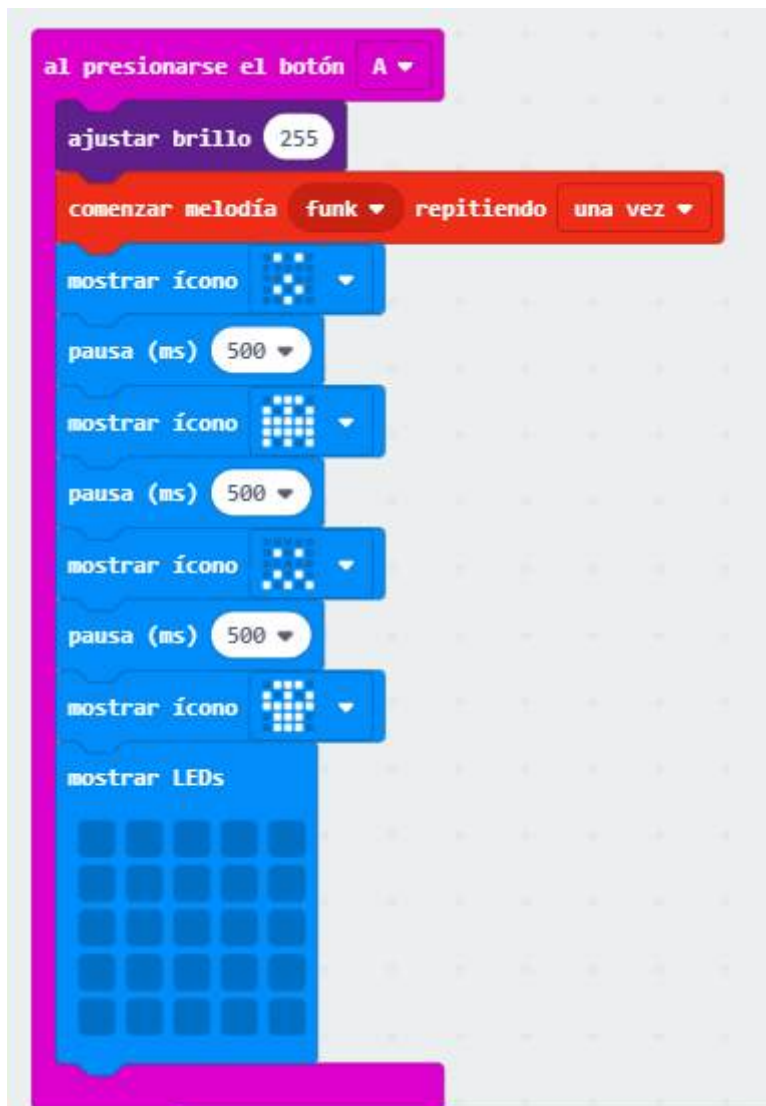 al presionarse el botón A
ajustar brillo 255
comenzar melodía funk repitiendo una vez
mostrar ícono
pausa (ms) 500
mostrar ícono
pausa (ms) 500
mostrar ícono
pausa (ms) 500
mostrar ícono
mostrar LEDs